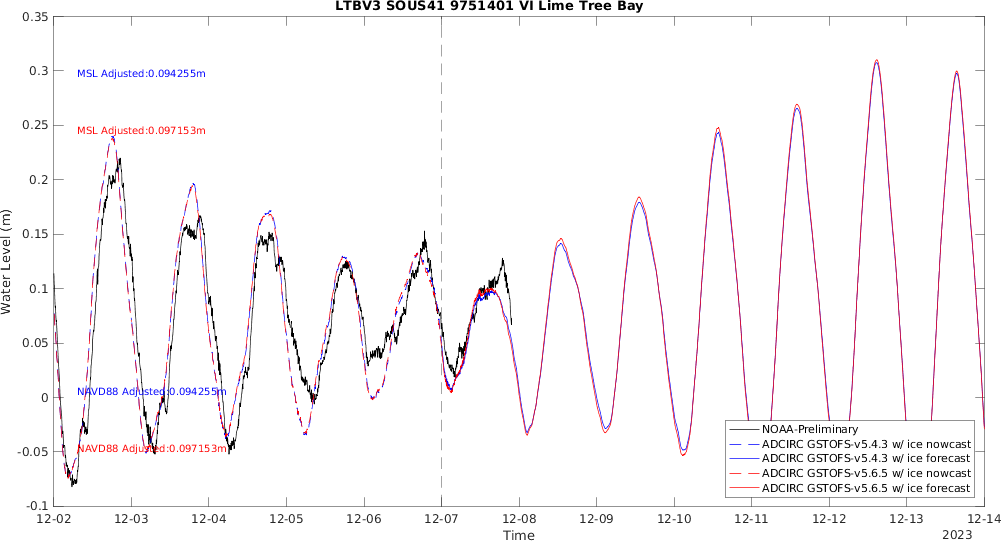 LTBV3 SOUS41 9751401 VI Lime Tree Bay
0.35
0.3
0.25
0.2
0.15
0.1
0.05
0
-0.05
-0.1
Water Level (m)
MSL Adjusted:0.094255m
MSL Adjusted:0.097153m
NAVD88 Adjusted:0.094255m
NAVD88 Adjusted:0.097153m
NOAA-Preliminary
ADCIRC GSTOFS-v5.4.3 w/ ice nowcast
ADCIRC GSTOFS-v5.4.3 w/ ice forecast
ADCIRC GSTOFS-v5.6.5 w/ ice nowcast
ADCIRC GSTOFS-v5.6.5 w/ ice forecast
12-02 12-03 12-04 12-05 12-06 12-07 12-08 12-09 12-10 12-11 12-12 12-13 12-14
Time
2023